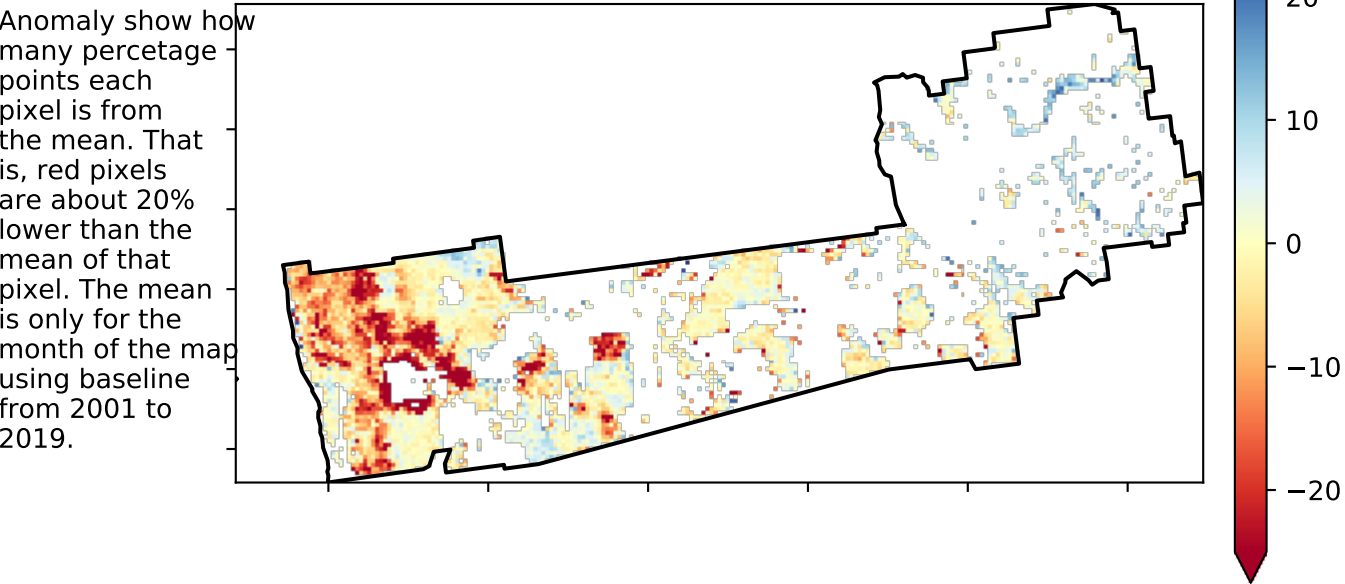 Anomaly show how
many percetage
points each
pixel is from
the mean. That
is, red pixels
are about 20%
lower than the
mean of that
pixel. The mean
is only for the
month of the map
using baseline
from 2001 to
2019.
20
10
0
−10
−20